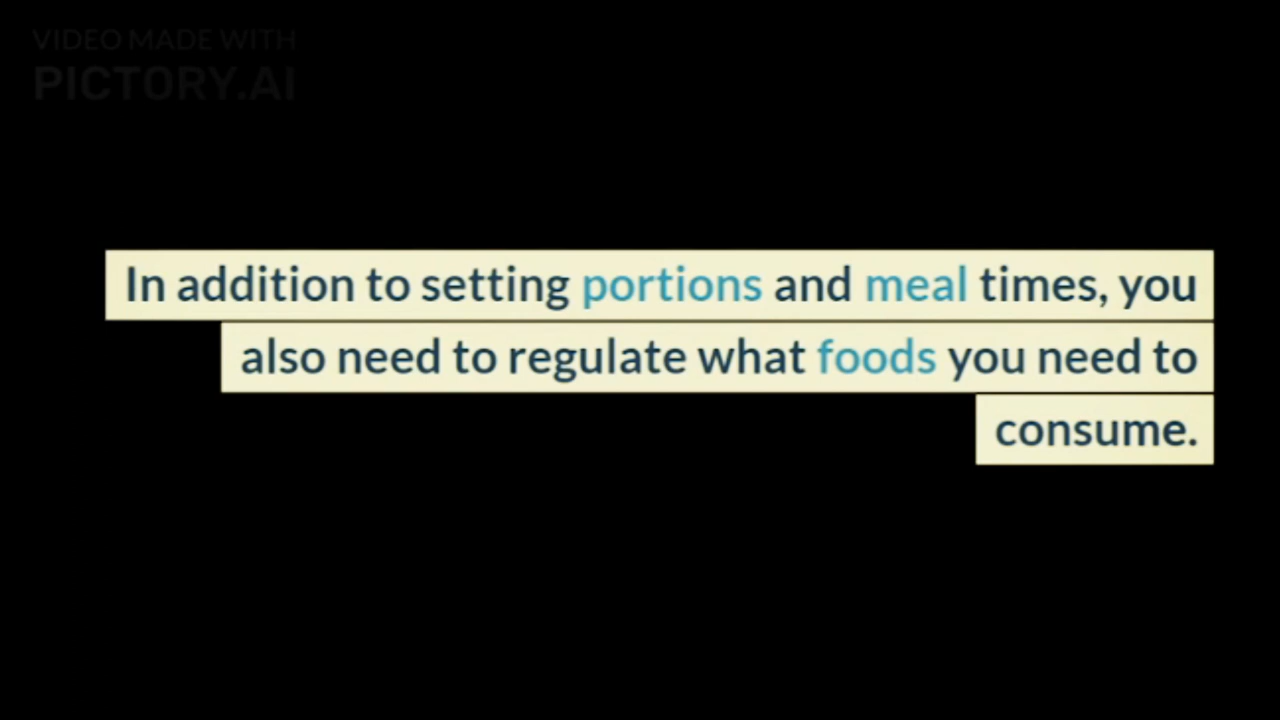 VIDEO MADE WITH
PICTORY.AI
In addition to setting portions and meal times, you
also need to regulate what foods you need to
consume.